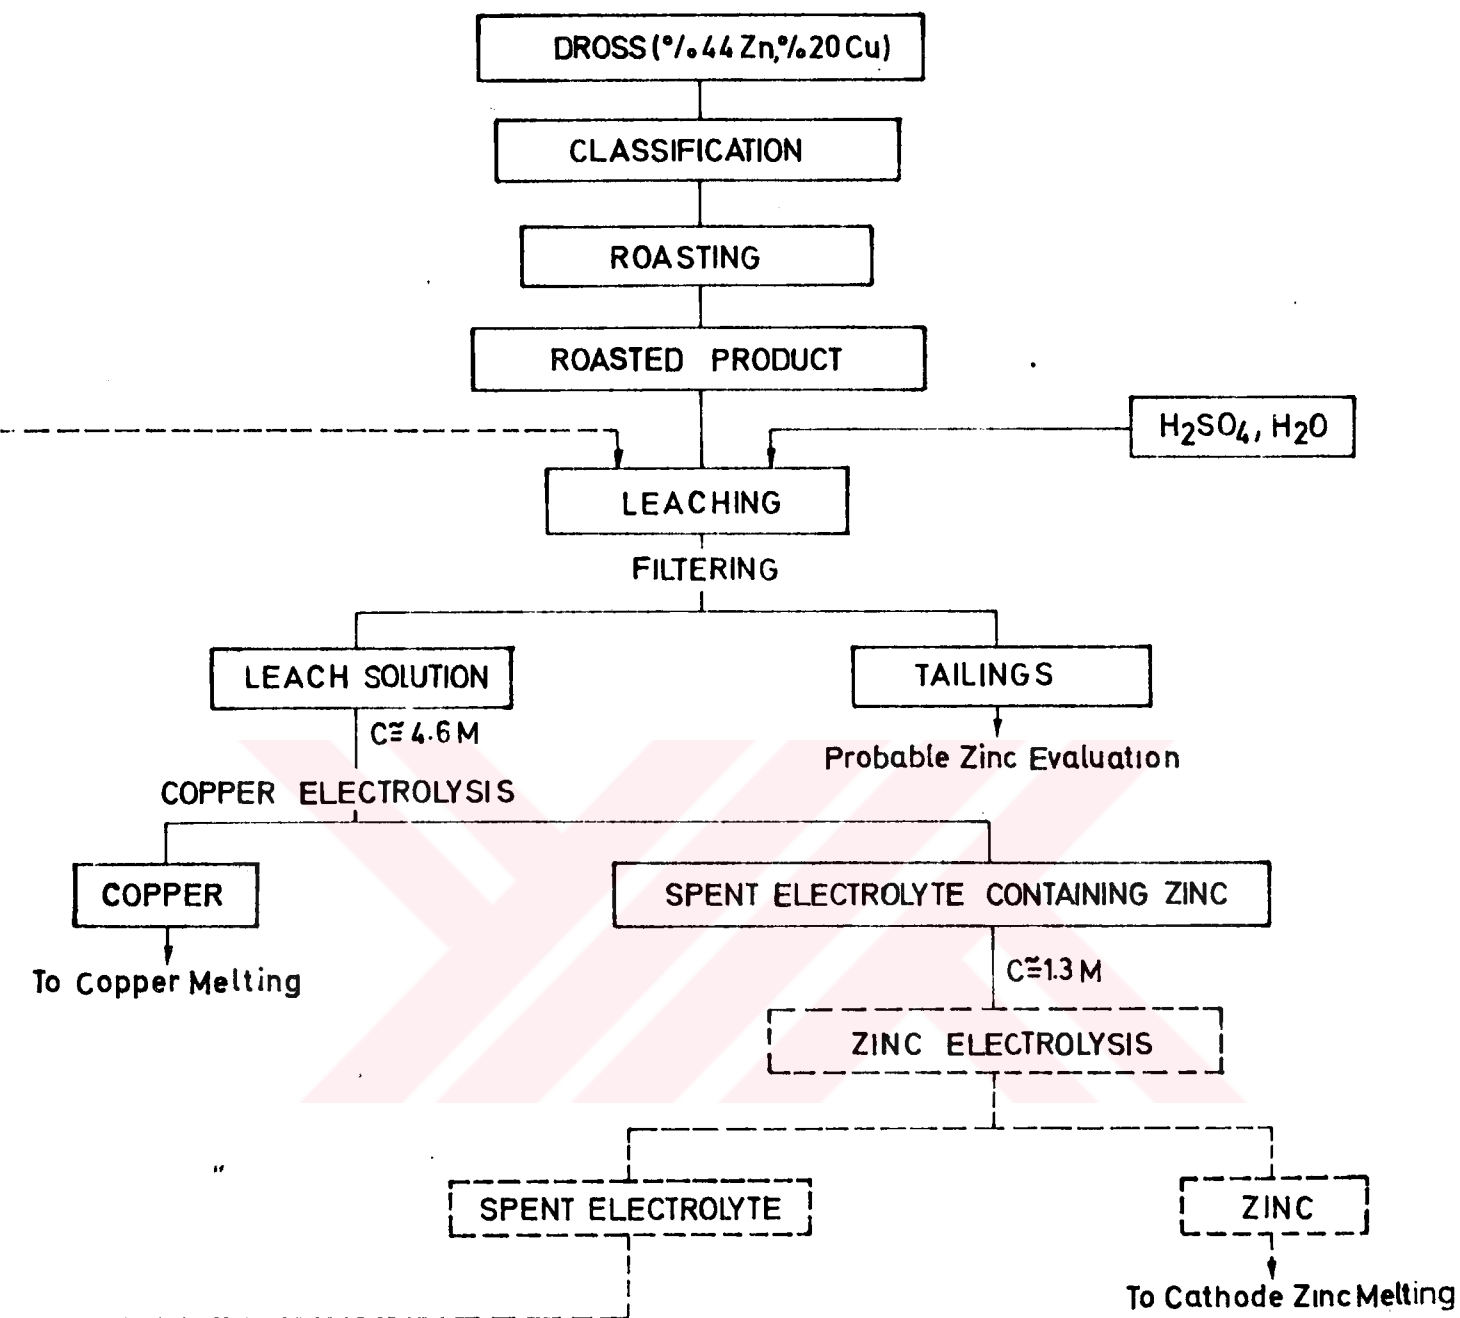 DROSS (%44 Zn,%20 Cu)
CLASSIFICATION
ROASTING
ROASTED PRODUCT
H₂SO₄, H₂O
LEACHING
FILTERING
LEACH SOLUTION
TAILINGS
C≅4.6 M
Probable Zinc Evaluation
COPPER ELECTROLYSIS
COPPER
SPENT ELECTROLYTE CONTAINING ZINC
To Copper Melting
C≅1.3 M
ZINC ELECTROLYSIS
SPENT ELECTROLYTE
ZINC
To Cathode Zinc Melting